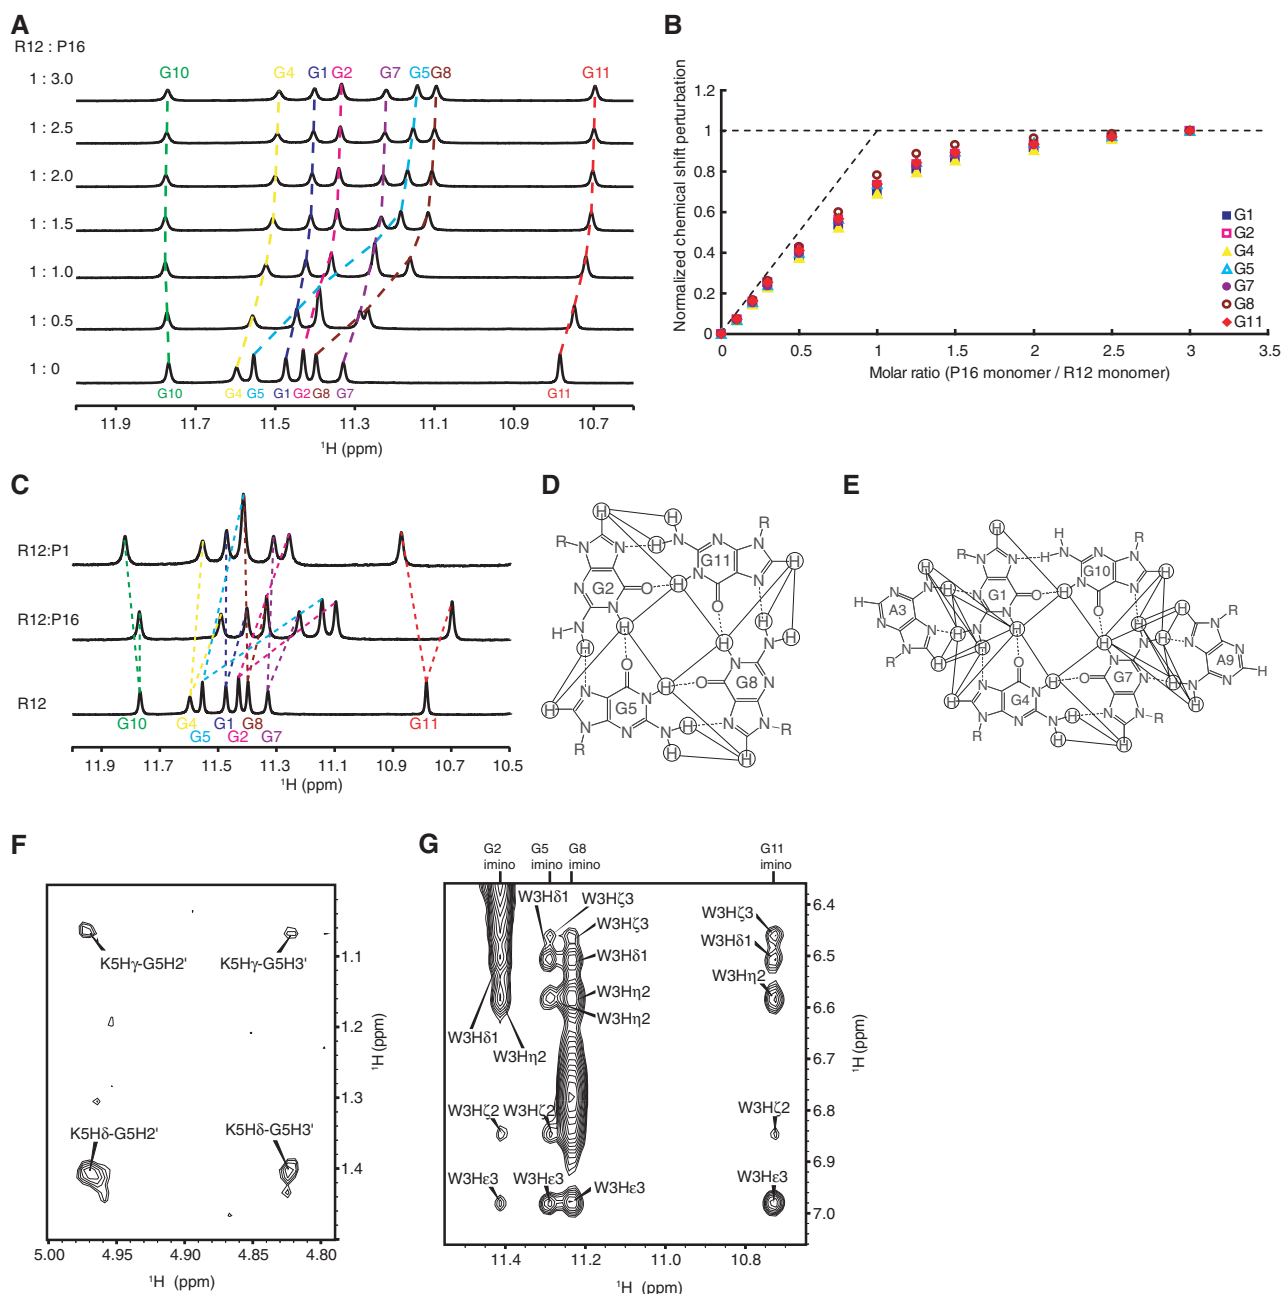 A
R12 : P16
G10 G4 G1 G2 G7 G5 G8 G11
1 : 3.0
1 : 2.5
1 : 2.0
1 : 1.5
1 : 1.0
1 : 0.5
1 : 0
G10 G4 G5 G1 G2 G8 G7 G11
11.9 11.7 11.5 11.3 11.1 10.9 10.7
¹H (ppm)
B
Normalized chemical shift perturbation
1.2
1
0.8
0.6
0.4
0.2
0
0 0.5 1 1.5 2 2.5 3 3.5
Molar ratio (P16 monomer / R12 monomer)
G1
G2
G4
G5
G7
G8
G11
C
R12:P1
R12:P16
R12
G10 G4 G1 G8 G11
G5 G2 G7
11.9 11.7 11.5 11.3 11.1 10.9 10.7 10.5
¹H (ppm)
D
H H R
R N N H N N N
G11
H N
G2 O H N N H
N N O
HN H H H
H O N N
N H O G8
G5 N
N N N H H N N
R N H R
H H
E
H H
R N H N N N R
H N N N G10 N H
N H G1 O H N N
H A3 N H N N O H H N R
N N H H H N N N
R H H O N N H N A9 H
N N H O G7 N H N
G4 N
N N N H N N R H
R N H
H H
F
K5Hγ-G5H2' K5Hγ-G5H3'
K5Hδ-G5H2' K5Hδ-G5H3'
1.1
1.2
1.3
1.4
¹H (ppm)
5.00 4.95 4.90 4.85 4.80
¹H (ppm)
G
G2 imino
G5 imino
G8 imino
G11 imino
W3Hδ1 W3Hζ3
W3Hζ3 W3Hζ3
W3Hδ1 W3Hδ1
W3Hη2 W3Hη2
W3Hη2
W3Hδ1
W3Hη2
W3Hζ2 W3Hζ2 W3Hζ2
W3Hε3 W3Hε3 W3Hε3 W3Hε3
6.4
6.5
6.6
6.7
6.8
6.9
7.0
¹H (ppm)
11.4 11.2 11.0 10.8
¹H (ppm)